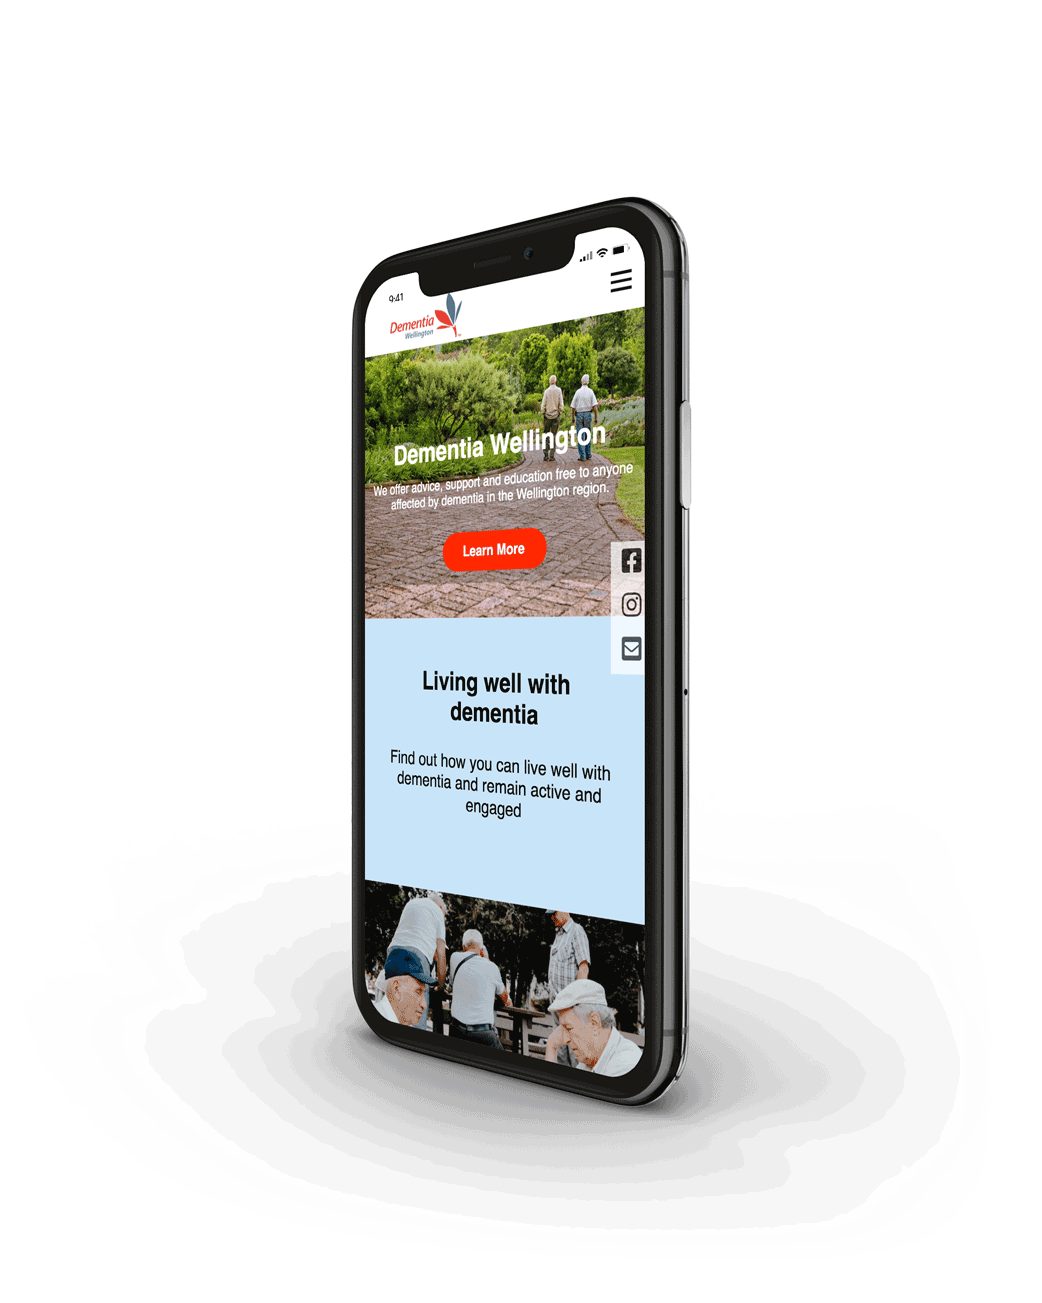 9:41
Dementia
Wellington
Dementia Wellington
We offer advice, support and education free to anyone
affected by dementia in the Wellington region.
Learn More
Living well with
dementia
Find out how you can live well with
dementia and remain active and
engaged